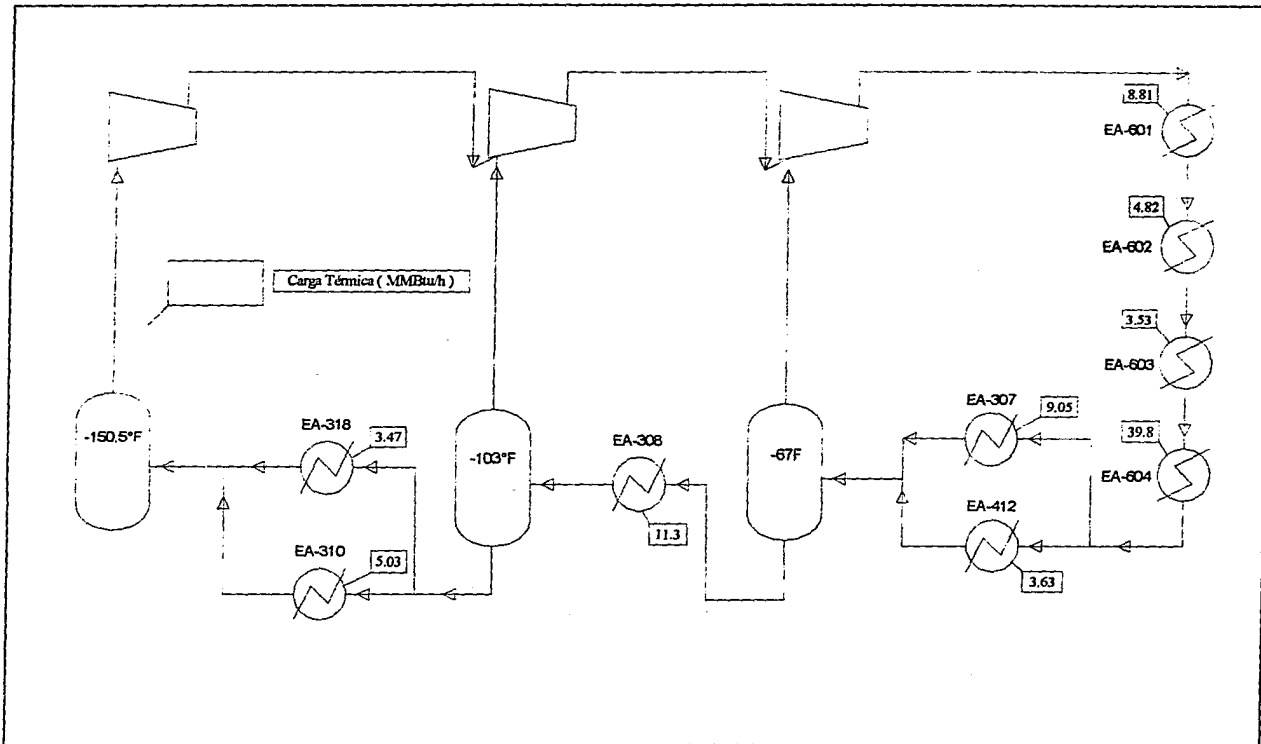 8.81
EA-601
4.82
EA-602
Carga Térmica ( MMBtu/h )
3.53
EA-603
-150.5°F
EA-318
3.47
-103°F
EA-308
11.3
-67F
EA-307
9.05
39.8
EA-604
EA-310
5.03
EA-412
3.63